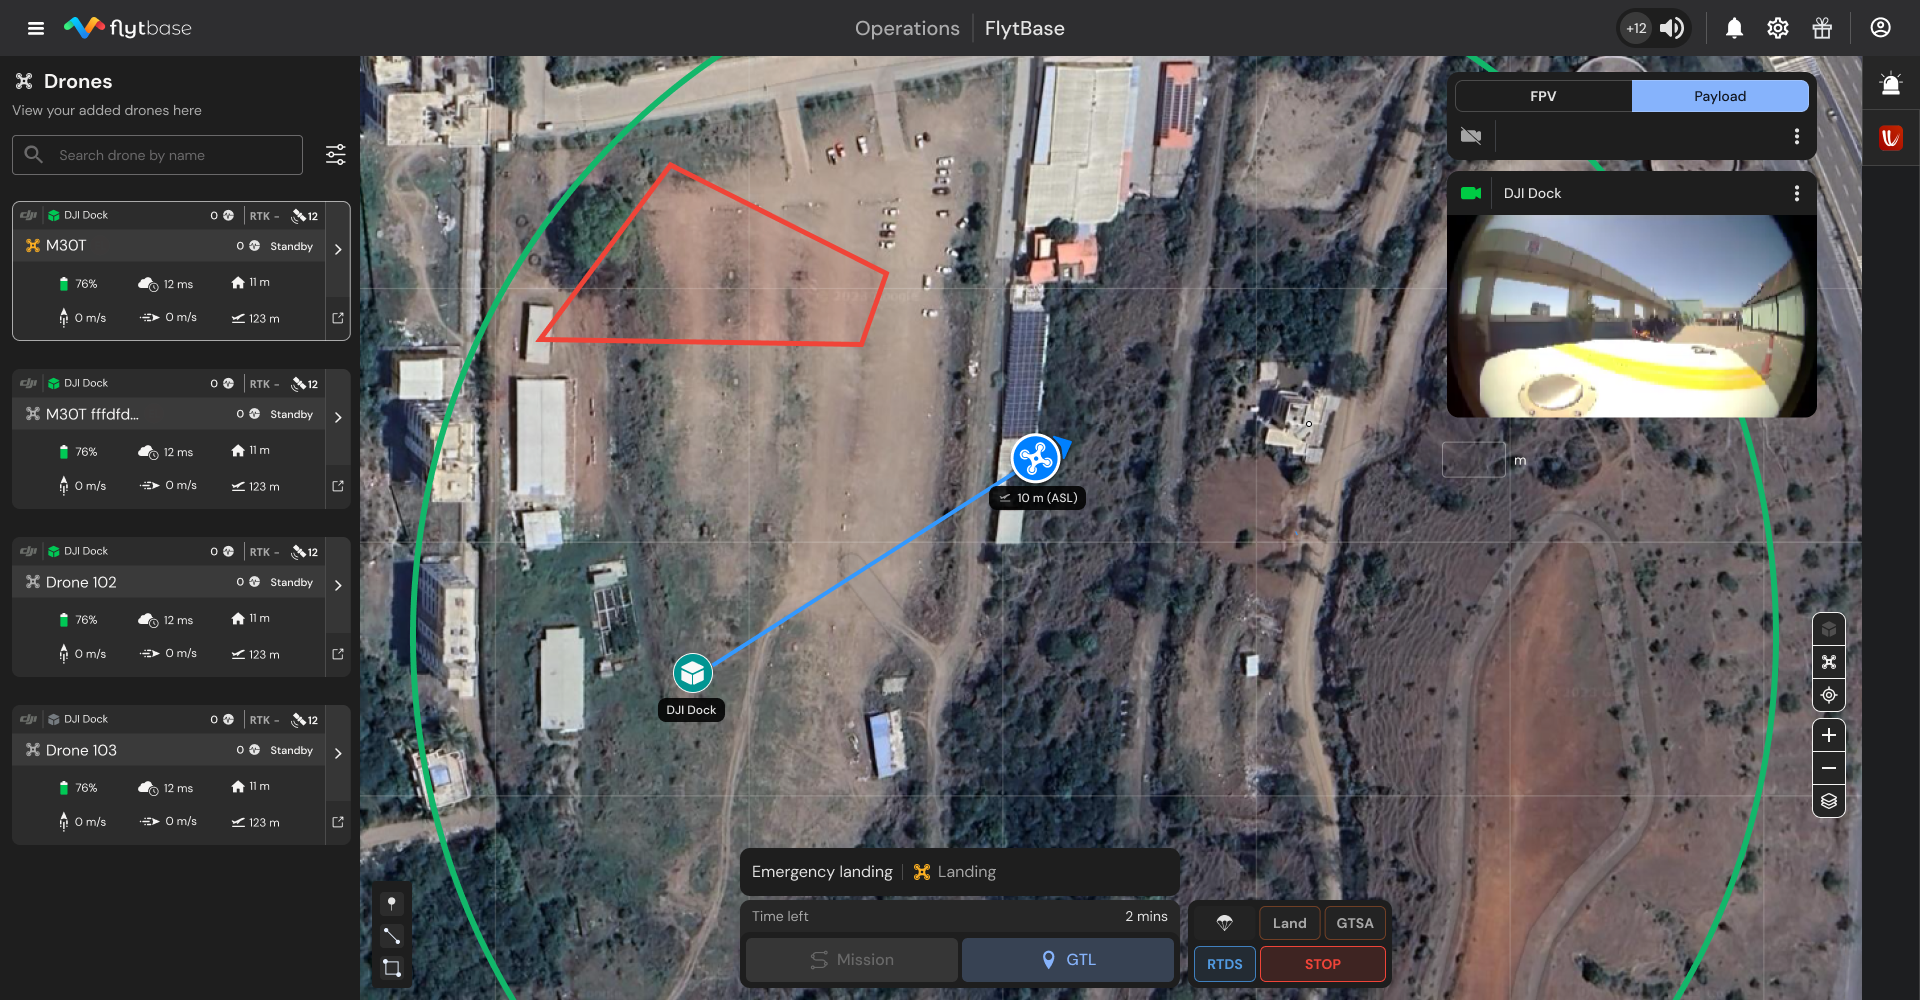 flytbase
Operations
FlytBase
+12
Drones
View your added drones here
Search drone by name
DJI Dock
0
RTK -
12
M30T
0
Standby
76%
12 ms
11 m
0 m/s
0 m/s
123 m
DJI Dock
0
RTK -
12
M30T fffdfd...
0
Standby
76%
12 ms
11 m
0 m/s
0 m/s
123 m
DJI Dock
0
RTK -
12
Drone 102
0
Standby
76%
12 ms
11 m
0 m/s
0 m/s
123 m
DJI Dock
0
RTK -
12
Drone 103
0
Standby
76%
12 ms
11 m
0 m/s
0 m/s
123 m
FPV
Payload
DJI Dock
m
10 m (ASL)
DJI Dock
Emergency landing
Landing
Time left
2 mins
Mission
GTL
Land
GTSA
RTDS
STOP